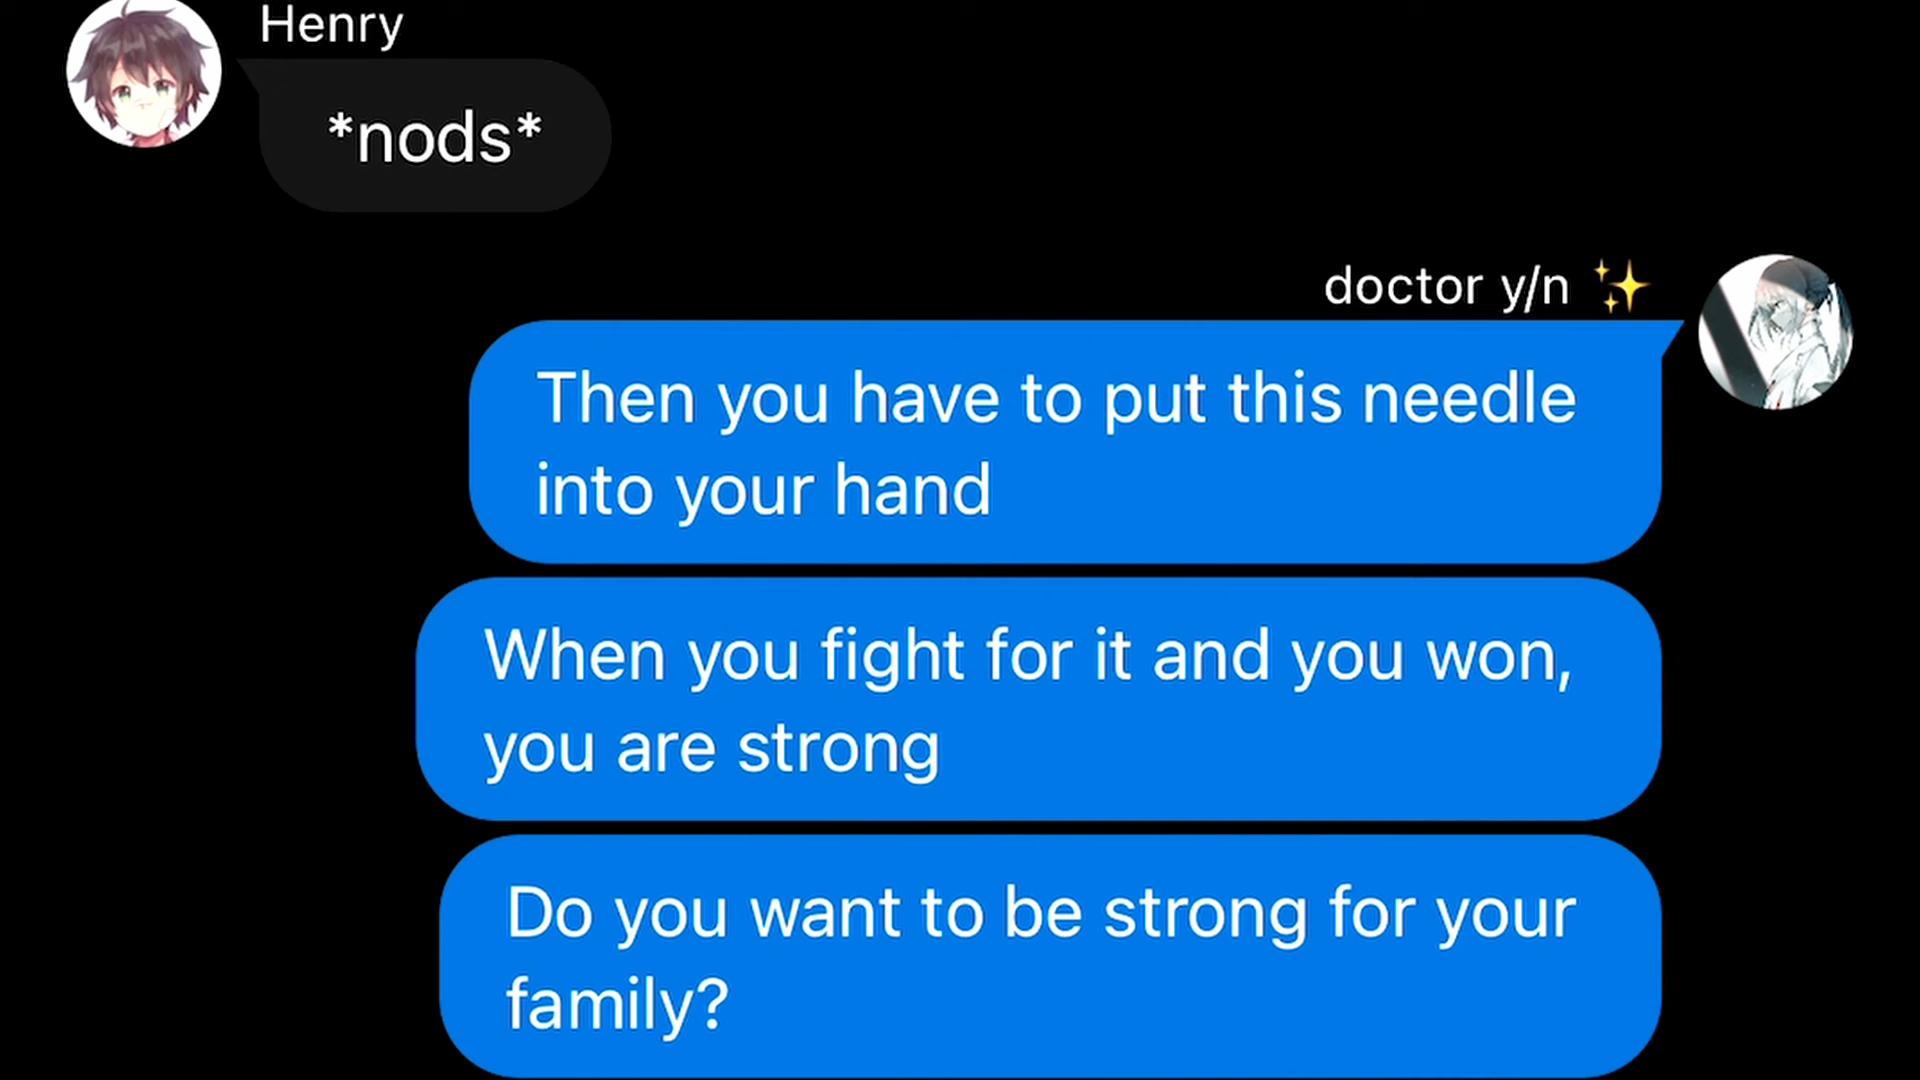 Henry
*nods*
doctor y/n ✨
Then you have to put this needle
into your hand
When you fight for it and you won,
you are strong
Do you want to be strong for your
family?